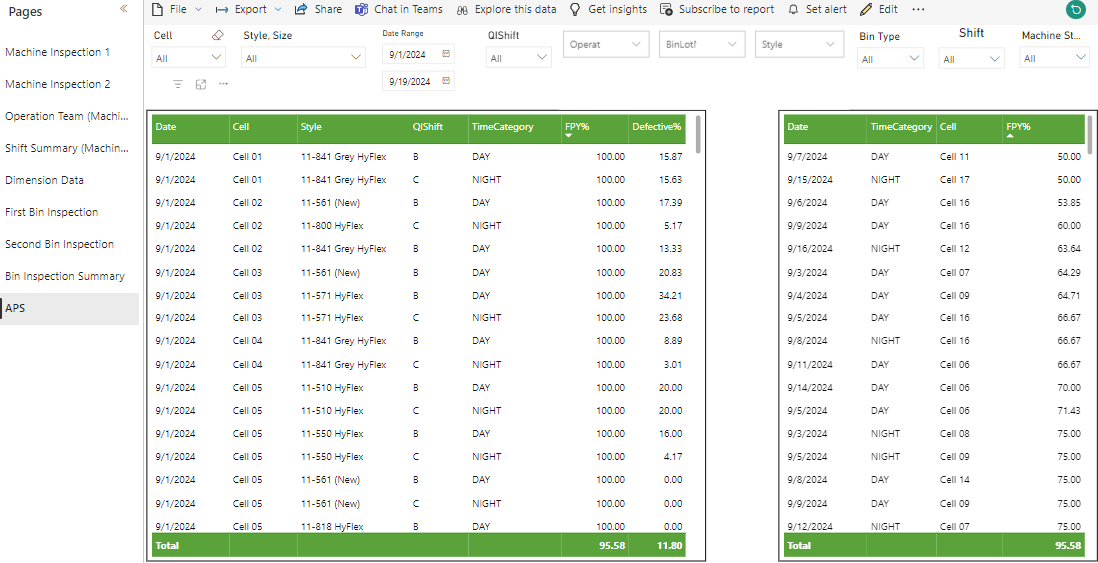 Pages
File Export Share Chat in Teams Explore this data Get insights Subscribe to report Set alert Edit ...
Machine Inspection 1
Machine Inspection 2
Operation Team (Machi...
Shift Summary (Machin...
Dimension Data
First Bin Inspection
Second Bin Inspection
Bin Inspection Summary
APS
Cell Style, Size Date Range QIShift Bin Type Shift Machine St...
All All 9/1/2024 All Operat BinLot! Style All All All
9/19/2024
Date Cell Style QIShift TimeCategory FPY% Defective%
9/1/2024 Cell 01 11-841 Grey HyFlex B DAY 100.00 15.87
9/1/2024 Cell 01 11-841 Grey HyFlex C NIGHT 100.00 15.63
9/1/2024 Cell 02 11-561 (New) B DAY 100.00 17.39
9/1/2024 Cell 02 11-800 HyFlex C NIGHT 100.00 5.17
9/1/2024 Cell 02 11-841 Grey HyFlex B DAY 100.00 13.33
9/1/2024 Cell 03 11-561 (New) B DAY 100.00 20.83
9/1/2024 Cell 03 11-571 HyFlex B DAY 100.00 34.21
9/1/2024 Cell 03 11-571 HyFlex C NIGHT 100.00 23.68
9/1/2024 Cell 04 11-841 Grey HyFlex B DAY 100.00 8.89
9/1/2024 Cell 04 11-841 Grey HyFlex C NIGHT 100.00 3.01
9/1/2024 Cell 05 11-510 HyFlex B DAY 100.00 20.00
9/1/2024 Cell 05 11-510 HyFlex C NIGHT 100.00 20.00
9/1/2024 Cell 05 11-550 HyFlex B DAY 100.00 16.00
9/1/2024 Cell 05 11-550 HyFlex C NIGHT 100.00 4.17
9/1/2024 Cell 05 11-561 (New) B DAY 100.00 0.00
9/1/2024 Cell 05 11-561 (New) C NIGHT 100.00 0.00
9/1/2024 Cell 05 11-818 HyFlex B DAY 100.00 0.00
Total 95.58 11.80
Date TimeCategory Cell FPY%
9/7/2024 DAY Cell 11 50.00
9/15/2024 NIGHT Cell 17 50.00
9/6/2024 DAY Cell 16 53.85
9/9/2024 DAY Cell 16 60.00
9/16/2024 NIGHT Cell 12 63.64
9/3/2024 DAY Cell 07 64.29
9/4/2024 DAY Cell 09 64.71
9/5/2024 DAY Cell 16 66.67
9/8/2024 NIGHT Cell 16 66.67
9/11/2024 DAY Cell 06 66.67
9/14/2024 DAY Cell 06 70.00
9/5/2024 DAY Cell 06 71.43
9/3/2024 NIGHT Cell 08 75.00
9/5/2024 NIGHT Cell 09 75.00
9/8/2024 DAY Cell 14 75.00
9/9/2024 DAY Cell 09 75.00
9/12/2024 NIGHT Cell 07 75.00
Total 95.58